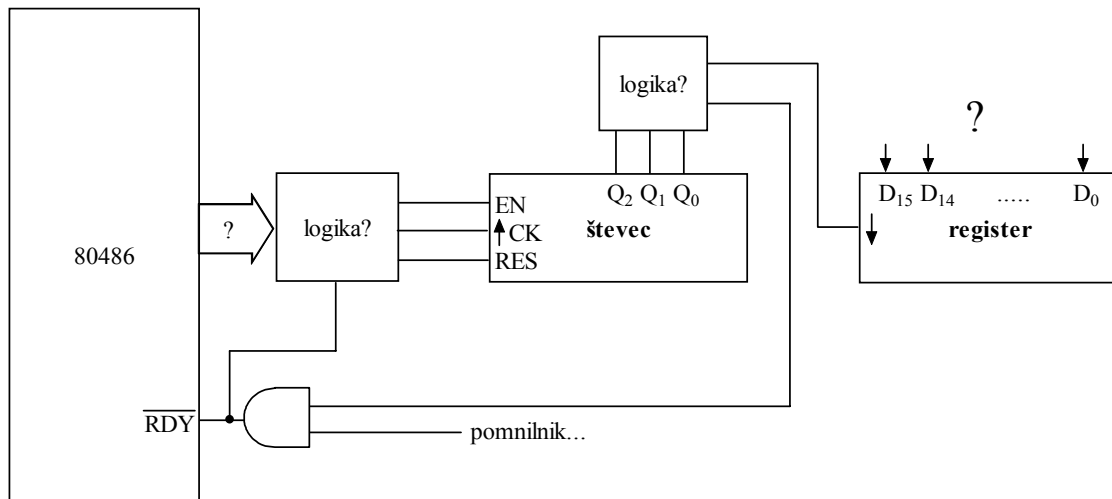 80486
?
logika?
EN
CK
RES
števec
Q2 Q1 Q0
logika?
?
D15 D14 ..... D0
register
RDY
pomnilnik...